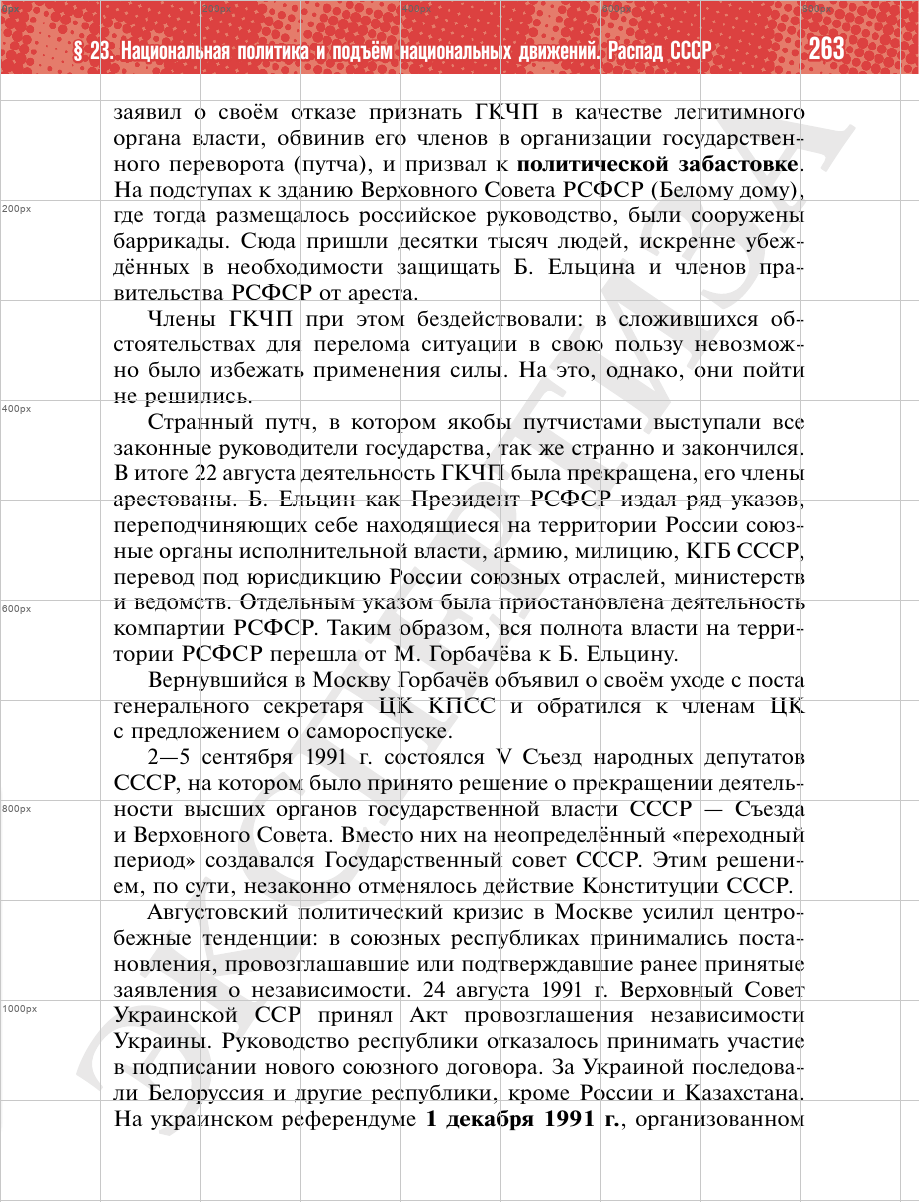 § 23. Национальная политика и подъём национальных движений. Распад СССР 263
заявил о своём отказе признать ГКЧП в качестве легитимного
органа власти, обвинив его членов в организации государствен-
ного переворота (путча), и призвал к политической забастовке.
На подступах к зданию Верховного Совета РСФСР (Белому дому),
где тогда размещалось российское руководство, были сооружены
баррикады. Сюда пришли десятки тысяч людей, искренне убеж-
дённых в необходимости защищать Б. Ельцина и членов пра-
вительства РСФСР от ареста.
Члены ГКЧП при этом бездействовали: в сложившихся об-
стоятельствах для перелома ситуации в свою пользу невозмож-
но было избежать применения силы. На это, однако, они пойти
не решились.
Странный путч, в котором якобы путчистами выступали все
законные руководители государства, так же странно и закончился.
В итоге 22 августа деятельность ГКЧП была прекращена, его члены
арестованы. Б. Ельцин как Президент РСФСР издал ряд указов,
переподчиняющих себе находящиеся на территории России союз-
ные органы исполнительной власти, армию, милицию, КГБ СССР,
перевод под юрисдикцию России союзных отраслей, министерств
и ведомств. Отдельным указом была приостановлена деятельность
компартии РСФСР. Таким образом, вся полнота власти на терри-
тории РСФСР перешла от М. Горбачёва к Б. Ельцину.
Вернувшийся в Москву Горбачёв объявил о своём уходе с поста
генерального секретаря ЦК КПСС и обратился к членам ЦК
с предложением о самороспуске.
2—5 сентября 1991 г. состоялся V Съезд народных депутатов
СССР, на котором было принято решение о прекращении деятель-
ности высших органов государственной власти СССР — Съезда
и Верховного Совета. Вместо них на неопределённый «переходный
период» создавался Государственный совет СССР. Этим решени-
ем, по сути, незаконно отменялось действие Конституции СССР.
Августовский политический кризис в Москве усилил центро-
бежные тенденции: в союзных республиках принимались поста-
новления, провозглашавшие или подтверждавшие ранее принятые
заявления о независимости. 24 августа 1991 г. Верховный Совет
Украинской ССР принял Акт провозглашения независимости
Украины. Руководство республики отказалось принимать участие
в подписании нового союзного договора. За Украиной последова-
ли Белоруссия и другие республики, кроме России и Казахстана.
На украинском референдуме 1 декабря 1991 г., организованном
ЭКСПЕРТИЗА
200px
400px
600px
800px
1000px